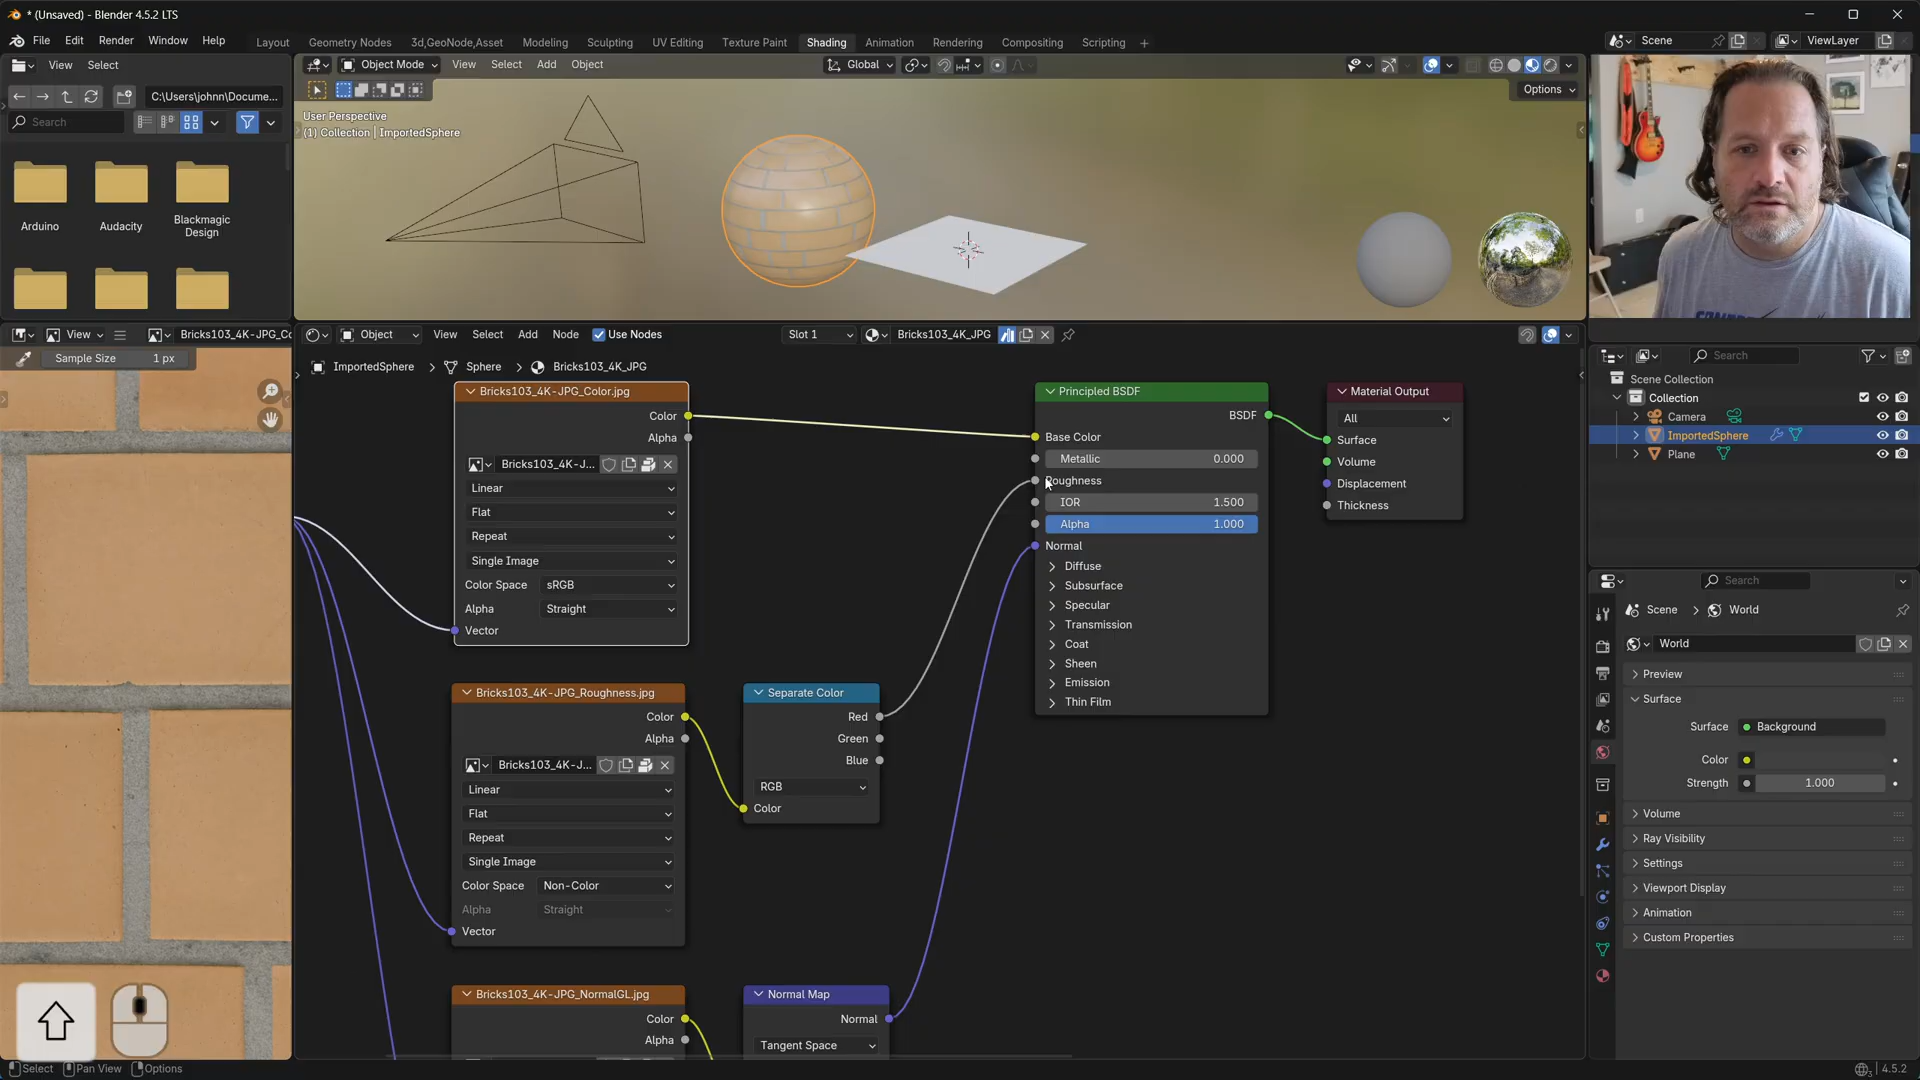 * (Unsaved) - Blender 4.5.2 LTS
File Edit Render Window Help
Layout Geometry Nodes 3d,GeoNode,Asset Modeling Sculpting UV Editing Texture Paint Shading Animation Rendering Compositing Scripting +
Scene
ViewLayer
View Select
C:\Users\johnn\Docume...
Search
Arduino
Audacity
Blackmagic
Design
Object Mode View Select Add Object
Global
Options
User Perspective
(1) Collection | ImportedSphere
View
Bricks103_4K-JPG_Co
Sample Size 1 px
Object View Select Add Node Use Nodes
Slot 1
Bricks103_4K_JPG
ImportedSphere > Sphere > Bricks103_4K_JPG
Bricks103_4K-JPG_Color.jpg
Color
Alpha
Bricks103_4K-J...
Linear
Flat
Repeat
Single Image
Color Space sRGB
Alpha Straight
Vector
Bricks103_4K-JPG_Roughness.jpg
Color
Alpha
Bricks103_4K-J...
Linear
Flat
Repeat
Single Image
Color Space Non-Color
Alpha Straight
Vector
Bricks103_4K-JPG_NormalGL.jpg
Color
Alpha
Separate Color
Red
Green
Blue
RGB
Color
Normal Map
Normal
Tangent Space
Principled BSDF
BSDF
Base Color
Metallic 0.000
Roughness
IOR 1.500
Alpha 1.000
Normal
Diffuse
Subsurface
Specular
Transmission
Coat
Sheen
Emission
Thin Film
Material Output
All
Surface
Volume
Displacement
Thickness
Search
Scene Collection
Collection
Camera
ImportedSphere
Plane
Search
Scene > World
World
Preview
Surface
Surface Background
Color
Strength 1.000
Volume
Ray Visibility
Settings
Viewport Display
Animation
Custom Properties
Select Pan View Options
4.5.2